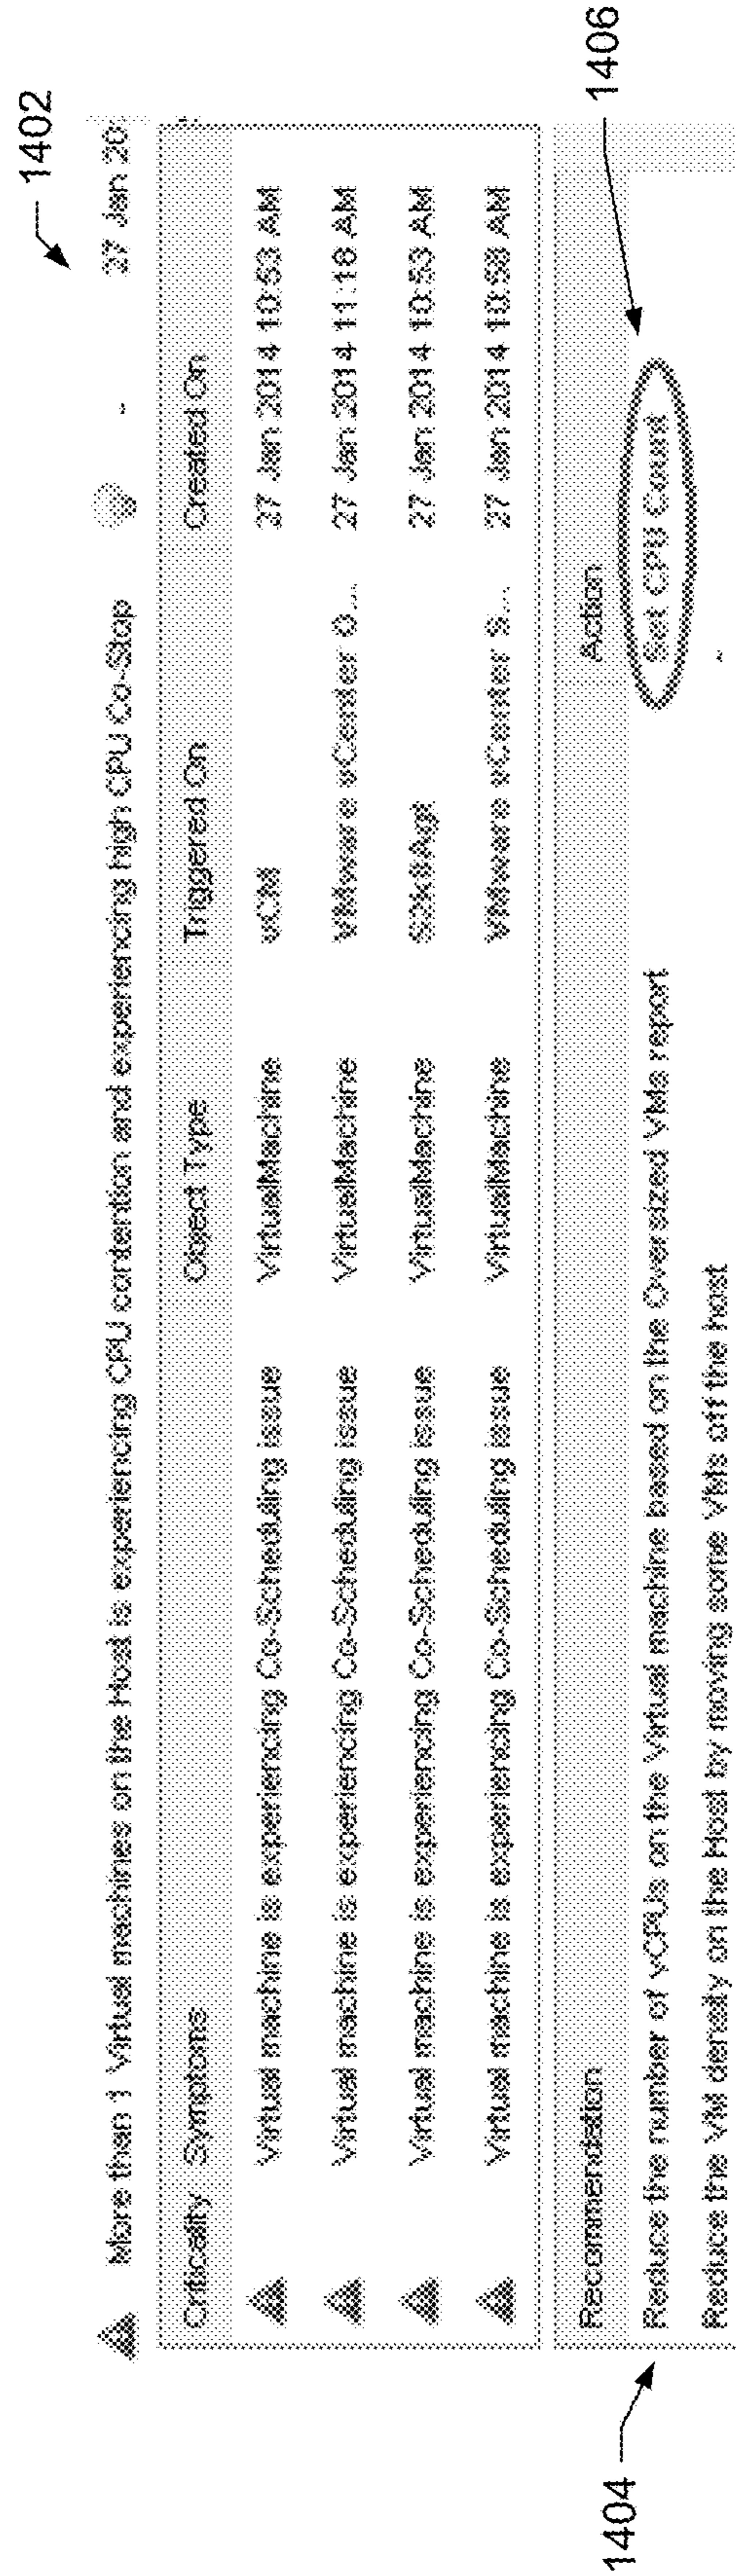 1402
More than 1 Virtual machines on the Host is experiencing CPU contention and experiencing high CPU Co-Stop - 27 Jan 20
Criticality Symptoms Object Type Triggered On Created On
Virtual machine is experiencing Co-Scheduling issue VirtualMachine vCM 27 Jan 2014 10:53 AM
Virtual machine is experiencing Co-Scheduling issue VirtualMachine VMware vCenter O... 27 Jan 2014 11:18 AM
Virtual machine is experiencing Co-Scheduling issue VirtualMachine 27 Jan 2014 10:53 AM
Virtual machine is experiencing Co-Scheduling issue VirtualMachine VMware vCenter S... 27 Jan 2014 10:58 AM
Recommendation Action
1404
Reduce the number of vCPUs on the Virtual machine based on the Oversized VMs report Set CPU Count
1406
Reduce the VM density on the Host by moving some VMs off the host -